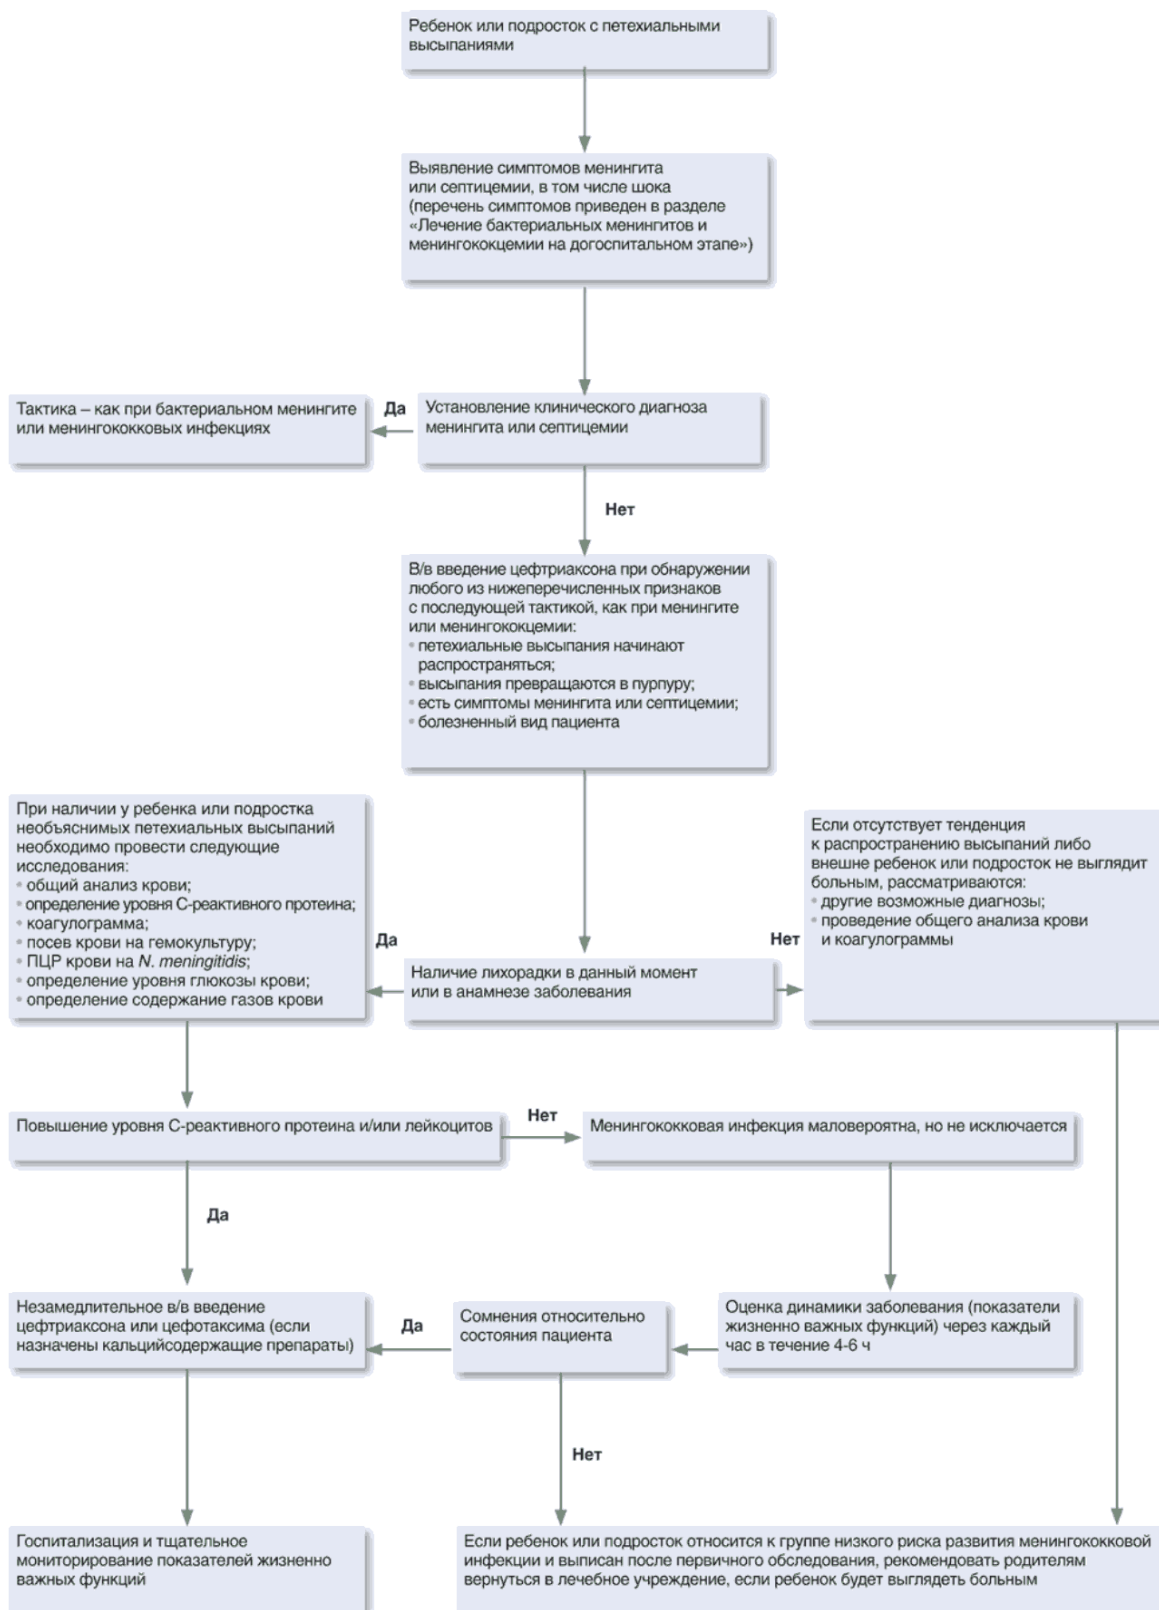 Ребенок или подросток с петехиальными
высыпаниями
Выявление симптомов менингита
или септицемии, в том числе шока
(перечень симптомов приведен в разделе
«Лечение бактериальных менингитов и
менингококцемии на догоспитальном этапе»)
Тактика – как при бактериальном менингите
или менингококковых инфекциях
Да
Установление клинического диагноза
менингита или септицемии
Нет
В/в введение цефтриаксона при обнаружении
любого из нижеперечисленных признаков
с последующей тактикой, как при менингите
или менингококцемии:
• петехиальные высыпания начинают
распространяться;
• высыпания превращаются в пурпуру;
• есть симптомы менингита или септицемии;
• болезненный вид пациента
При наличии у ребенка или подростка
необъяснимых петехиальных высыпаний
необходимо провести следующие
исследования:
• общий анализ крови;
• определение уровня С-реактивного протеина;
• коагулограмма;
• посев крови на гемокультуру;
• ПЦР крови на N. meningitidis;
• определение уровня глюкозы крови;
• определение содержание газов крови
Да
Наличие лихорадки в данный момент
или в анамнезе заболевания
Нет
Если отсутствует тенденция
к распространению высыпаний либо
внешне ребенок или подросток не выглядит
больным, рассматриваются:
• другие возможные диагнозы;
• проведение общего анализа крови
и коагулограммы
Повышение уровня С-реактивного протеина и/или лейкоцитов
Нет
Менингококковая инфекция маловероятна, но не исключается
Да
Незамедлительное в/в введение
цефтриаксона или цефотаксима (если
назначены кальцийсодержащие препараты)
Да
Сомнения относительно
состояния пациента
Оценка динамики заболевания (показатели
жизненно важных функций) через каждый
час в течение 4-6 ч
Нет
Госпитализация и тщательное
мониторирование показателей жизненно
важных функций
Если ребенок или подросток относится к группе низкого риска развития менингококковой
инфекции и выписан после первичного обследования, рекомендовать родителям
вернуться в лечебное учреждение, если ребенок будет выглядеть больным